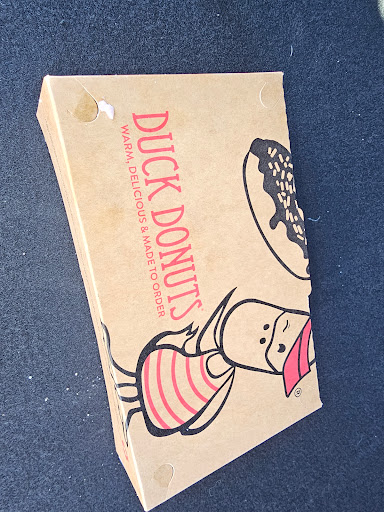 DUCK DONUTS
WARM, DELICIOUS & MADE TO ORDER
®